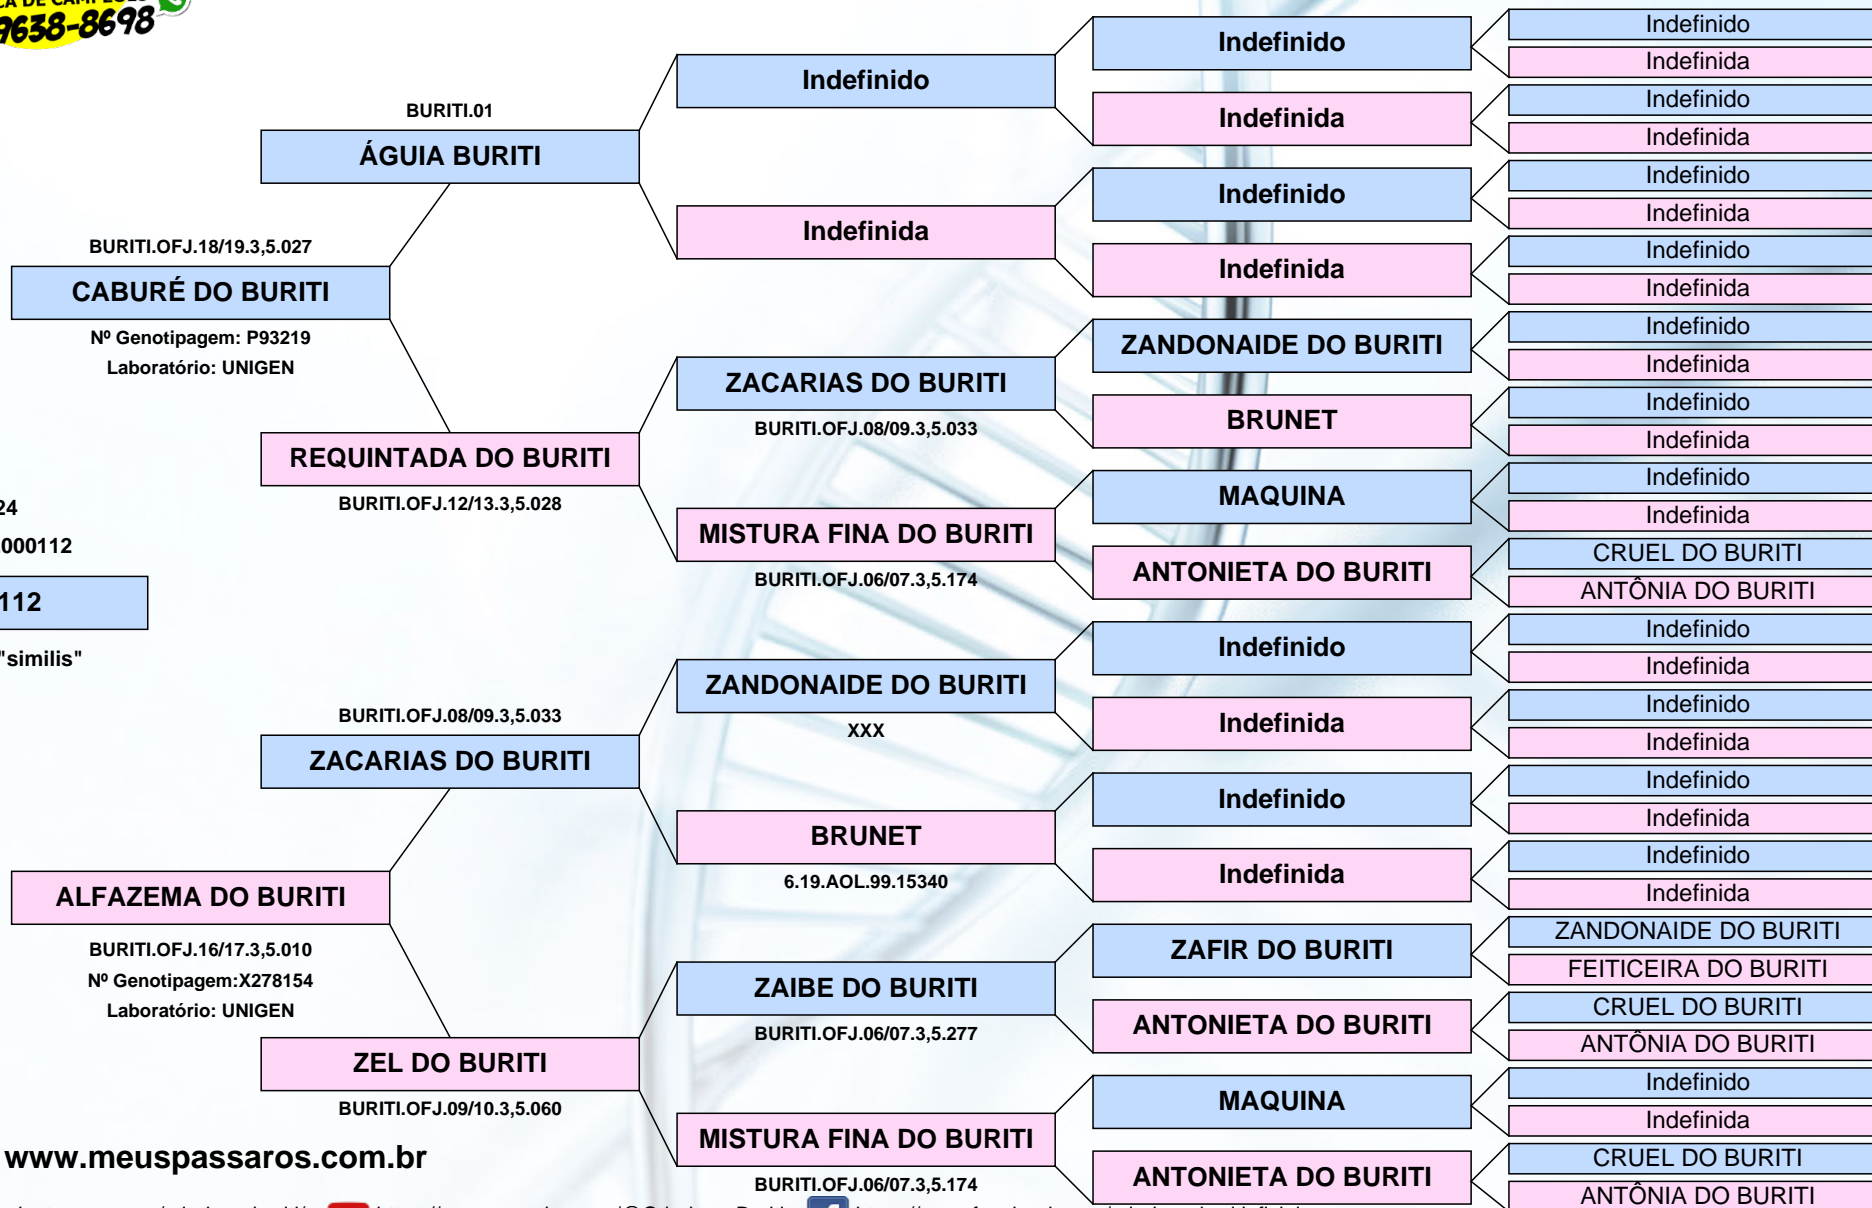 9638-8698
24
000112
112
"similis"
BURITI.OFJ.18/19.3,5.027
CABURÉ DO BURITI
Nº Genotipagem: P93219
Laboratório: UNIGEN
ALFAZEMA DO BURITI
BURITI.OFJ.16/17.3,5.010
Nº Genotipagem:X278154
Laboratório: UNIGEN
BURITI.01
ÁGUIA BURITI
REQUINTADA DO BURITI
BURITI.OFJ.12/13.3,5.028
BURITI.OFJ.08/09.3,5.033
ZACARIAS DO BURITI
ZEL DO BURITI
BURITI.OFJ.09/10.3,5.060
Indefinido
Indefinida
ZACARIAS DO BURITI
BURITI.OFJ.08/09.3,5.033
MISTURA FINA DO BURITI
BURITI.OFJ.06/07.3,5.174
ZANDONAIDE DO BURITI
XXX
BRUNET
6.19.AOL.99.15340
ZAIBE DO BURITI
BURITI.OFJ.06/07.3,5.277
MISTURA FINA DO BURITI
BURITI.OFJ.06/07.3,5.174
Indefinido
Indefinida
Indefinido
Indefinida
ZANDONAIDE DO BURITI
BRUNET
MAQUINA
ANTONIETA DO BURITI
Indefinido
Indefinida
Indefinido
Indefinida
ZAFIR DO BURITI
ANTONIETA DO BURITI
MAQUINA
ANTONIETA DO BURITI
Indefinido
Indefinida
Indefinido
Indefinida
Indefinido
Indefinida
Indefinido
Indefinida
Indefinido
Indefinida
Indefinido
Indefinida
Indefinido
Indefinida
CRUEL DO BURITI
ANTÔNIA DO BURITI
Indefinido
Indefinida
Indefinido
Indefinida
Indefinido
Indefinida
Indefinido
Indefinida
ZANDONAIDE DO BURITI
FEITICEIRA DO BURITI
CRUEL DO BURITI
ANTÔNIA DO BURITI
Indefinido
Indefinida
CRUEL DO BURITI
ANTÔNIA DO BURITI
www.meuspassaros.com.br